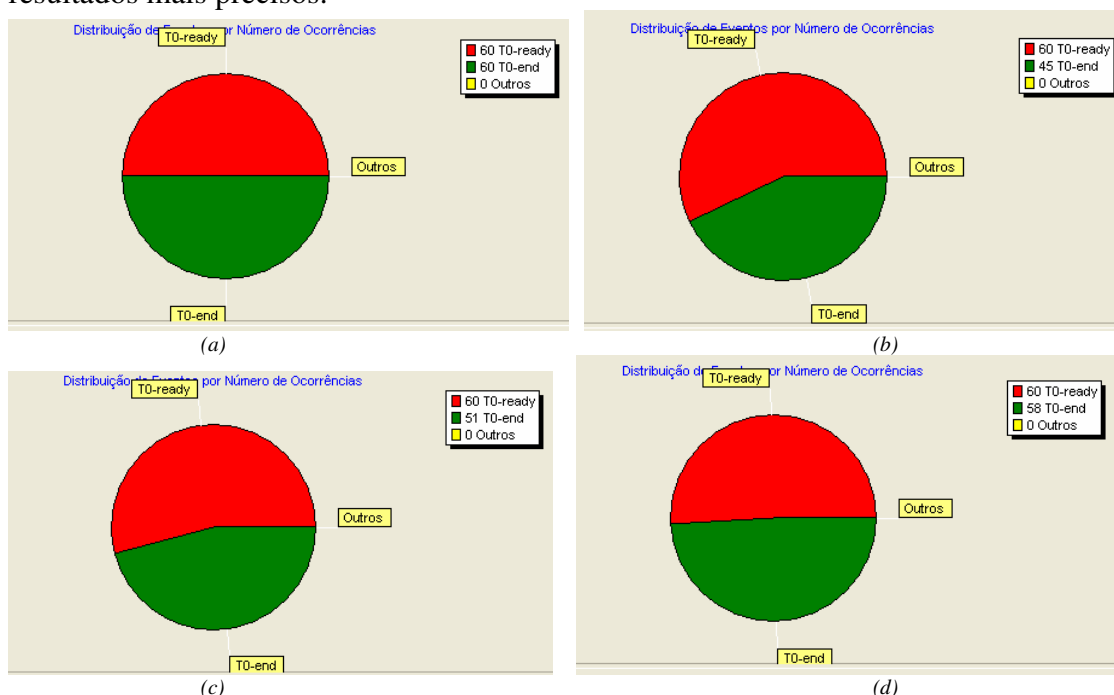 resultados mais precisos.
Distribuição de Eventos por Número de Ocorrências
T0-ready
60 T0-ready
60 T0-end
0 Outros
Outros
T0-end
(a)
Distribuição de Eventos por Número de Ocorrências
T0-ready
60 T0-ready
45 T0-end
0 Outros
Outros
T0-end
(b)
Distribuição de Eventos por Número de Ocorrências
T0-ready
60 T0-ready
51 T0-end
0 Outros
Outros
T0-end
(c)
Distribuição de Eventos por Número de Ocorrências
T0-ready
60 T0-ready
58 T0-end
0 Outros
Outros
T0-end
(d)